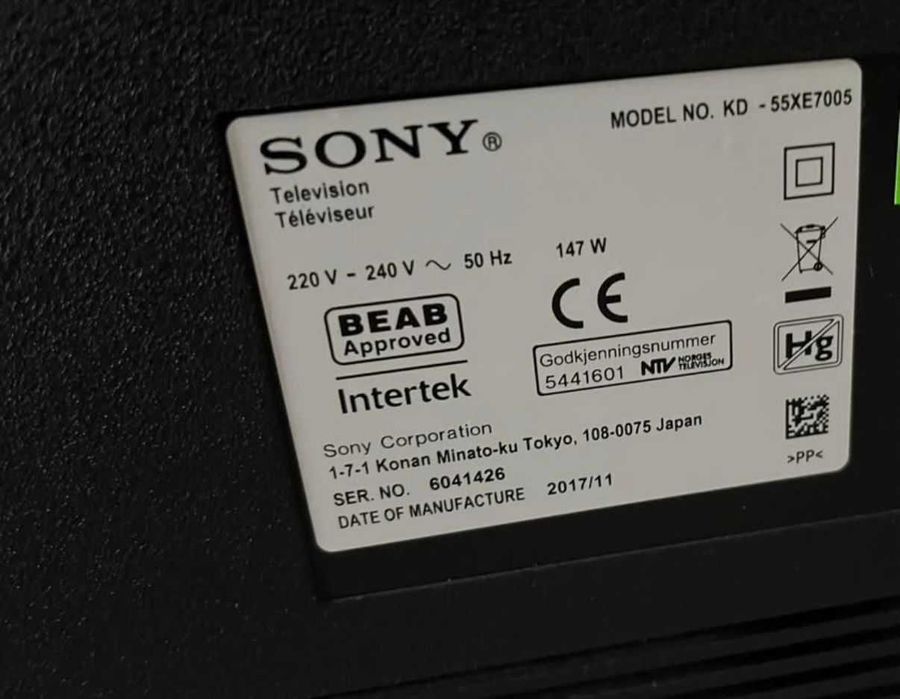 SONY®
MODEL NO. KD - 55XE7005
Television
Téléviseur
220 V - 240 V ~ 50 Hz 147 W
BEAB
Approved
CE
Intertek
Godkjenningsnummer
5441601 NTV NORGES TELEVISJON
Hg
Sony Corporation
1-7-1 Konan Minato-ku Tokyo, 108-0075 Japan
SER. NO. 6041426
DATE OF MANUFACTURE 2017/11
>PP<